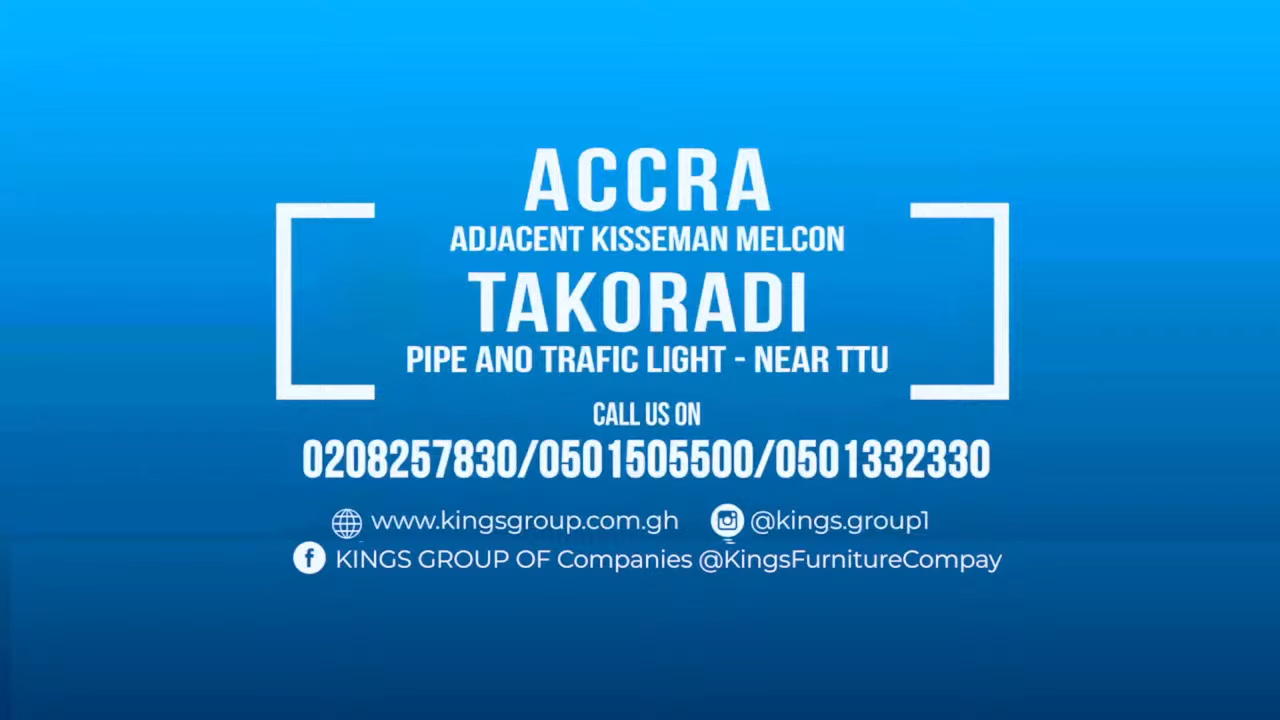 ACCRA
ADJACENT KISSEMAN MELCON
TAKORADI
PIPE ANO TRAFIC LIGHT - NEAR TTU
CALL US ON
0208257830/0501505500/0501332330
www.kingsgroup.com.gh @kings.group1
KINGS GROUP OF Companies @KingsFurnitureCompay